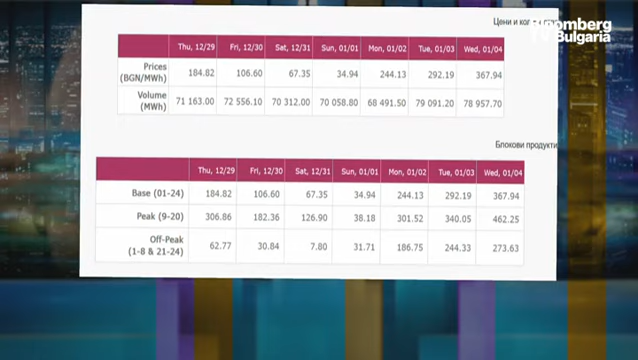 Цени и
Bloomberg
TV Bulgaria
Thu, 12/29 Fri, 12/30 Sat, 12/31 Sun, 01/01 Mon, 01/02 Tue, 01/03 Wed, 01/04
Prices
(BGN/MWh) 184.82 106.60 67.35 34.94 244.13 292.19 367.94
Volume
(MWh) 71 163.00 72 556.10 70 312.00 70 058.80 68 491.50 79 091.20 78 957.70
Блокови продукти
Thu, 12/29 Fri, 12/30 Sat, 12/31 Sun, 01/01 Mon, 01/02 Tue, 01/03 Wed, 01/04
Base (01-24) 184.82 106.60 67.35 34.94 244.13 292.19 367.94
Peak (9-20) 306.86 182.36 126.90 38.18 301.52 340.05 462.25
Off-Peak
(1-8 & 21-24) 62.77 30.84 7.80 31.71 186.75 244.33 273.63